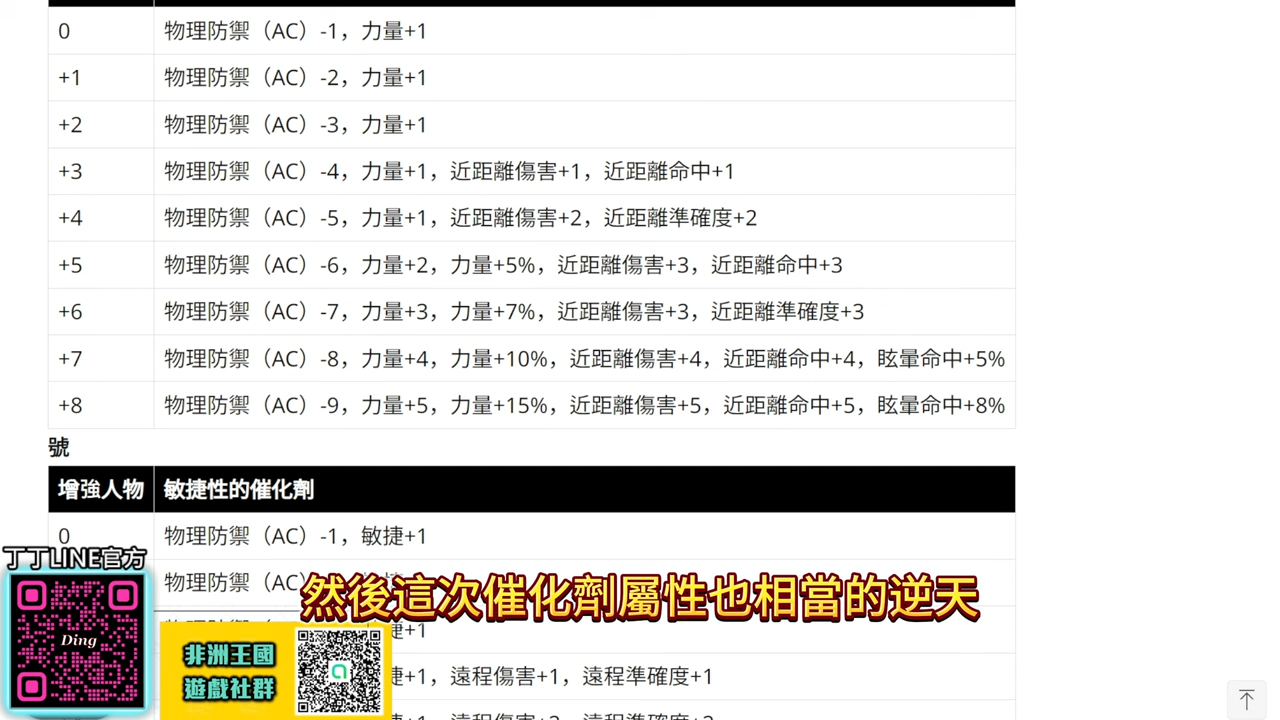 0 物理防禦（AC）-1，力量+1
+1 物理防禦（AC）-2，力量+1
+2 物理防禦（AC）-3，力量+1
+3 物理防禦（AC）-4，力量+1，近距離傷害+1，近距離命中+1
+4 物理防禦（AC）-5，力量+1，近距離傷害+2，近距離準確度+2
+5 物理防禦（AC）-6，力量+2，力量+5%，近距離傷害+3，近距離命中+3
+6 物理防禦（AC）-7，力量+3，力量+7%，近距離傷害+3，近距離準確度+3
+7 物理防禦（AC）-8，力量+4，力量+10%，近距離傷害+4，近距離命中+4，眩暈命中+5%
+8 物理防禦（AC）-9，力量+5，力量+15%，近距離傷害+5，近距離命中+5，眩暈命中+8%
號
增強人物 敏捷性的催化劑
0 物理防禦（AC）-1，敏捷+1
丁丁LINE官方
物理防禦（AC）
然後這次催化劑屬性也相當的逆天
Ding
捷+1
非洲王國
遊戲社群
捷+1，遠程傷害+1，遠程準確度+1
捷+1，遠程傷害+2，遠程準確度+2